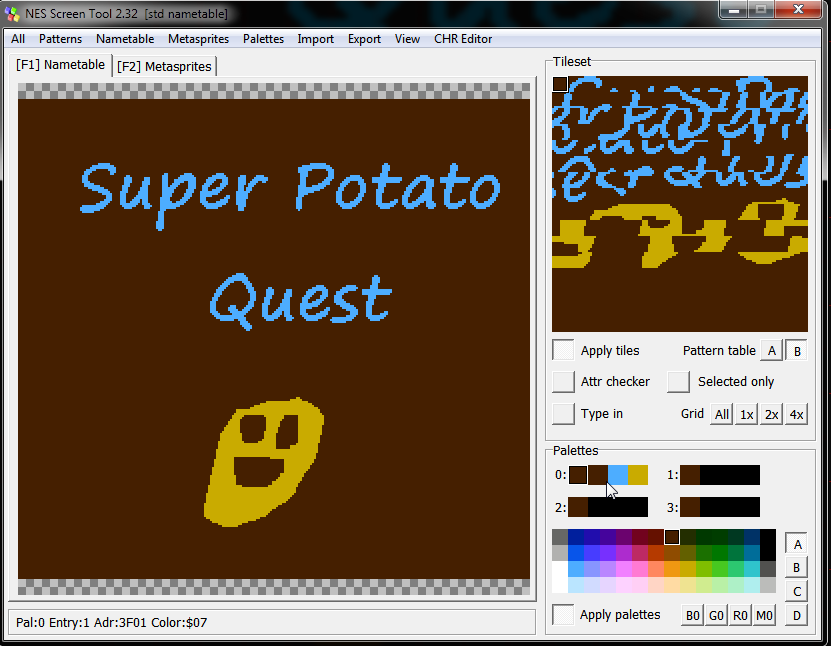 NES Screen Tool 2.32 [std nametable]
All Patterns Nametable Metasprites Palettes Import Export View CHR Editor
[F1] Nametable [F2] Metasprites
Super Potato
Quest
Pal:0 Entry:1 Adr:3F01 Color:$07
Tileset
Apply tiles Pattern table A B
Attr checker Selected only
Type in Grid All 1x 2x 4x
Palettes
0: 1:
2: 3:
A
B
C
Apply palettes B0 G0 R0 M0 D